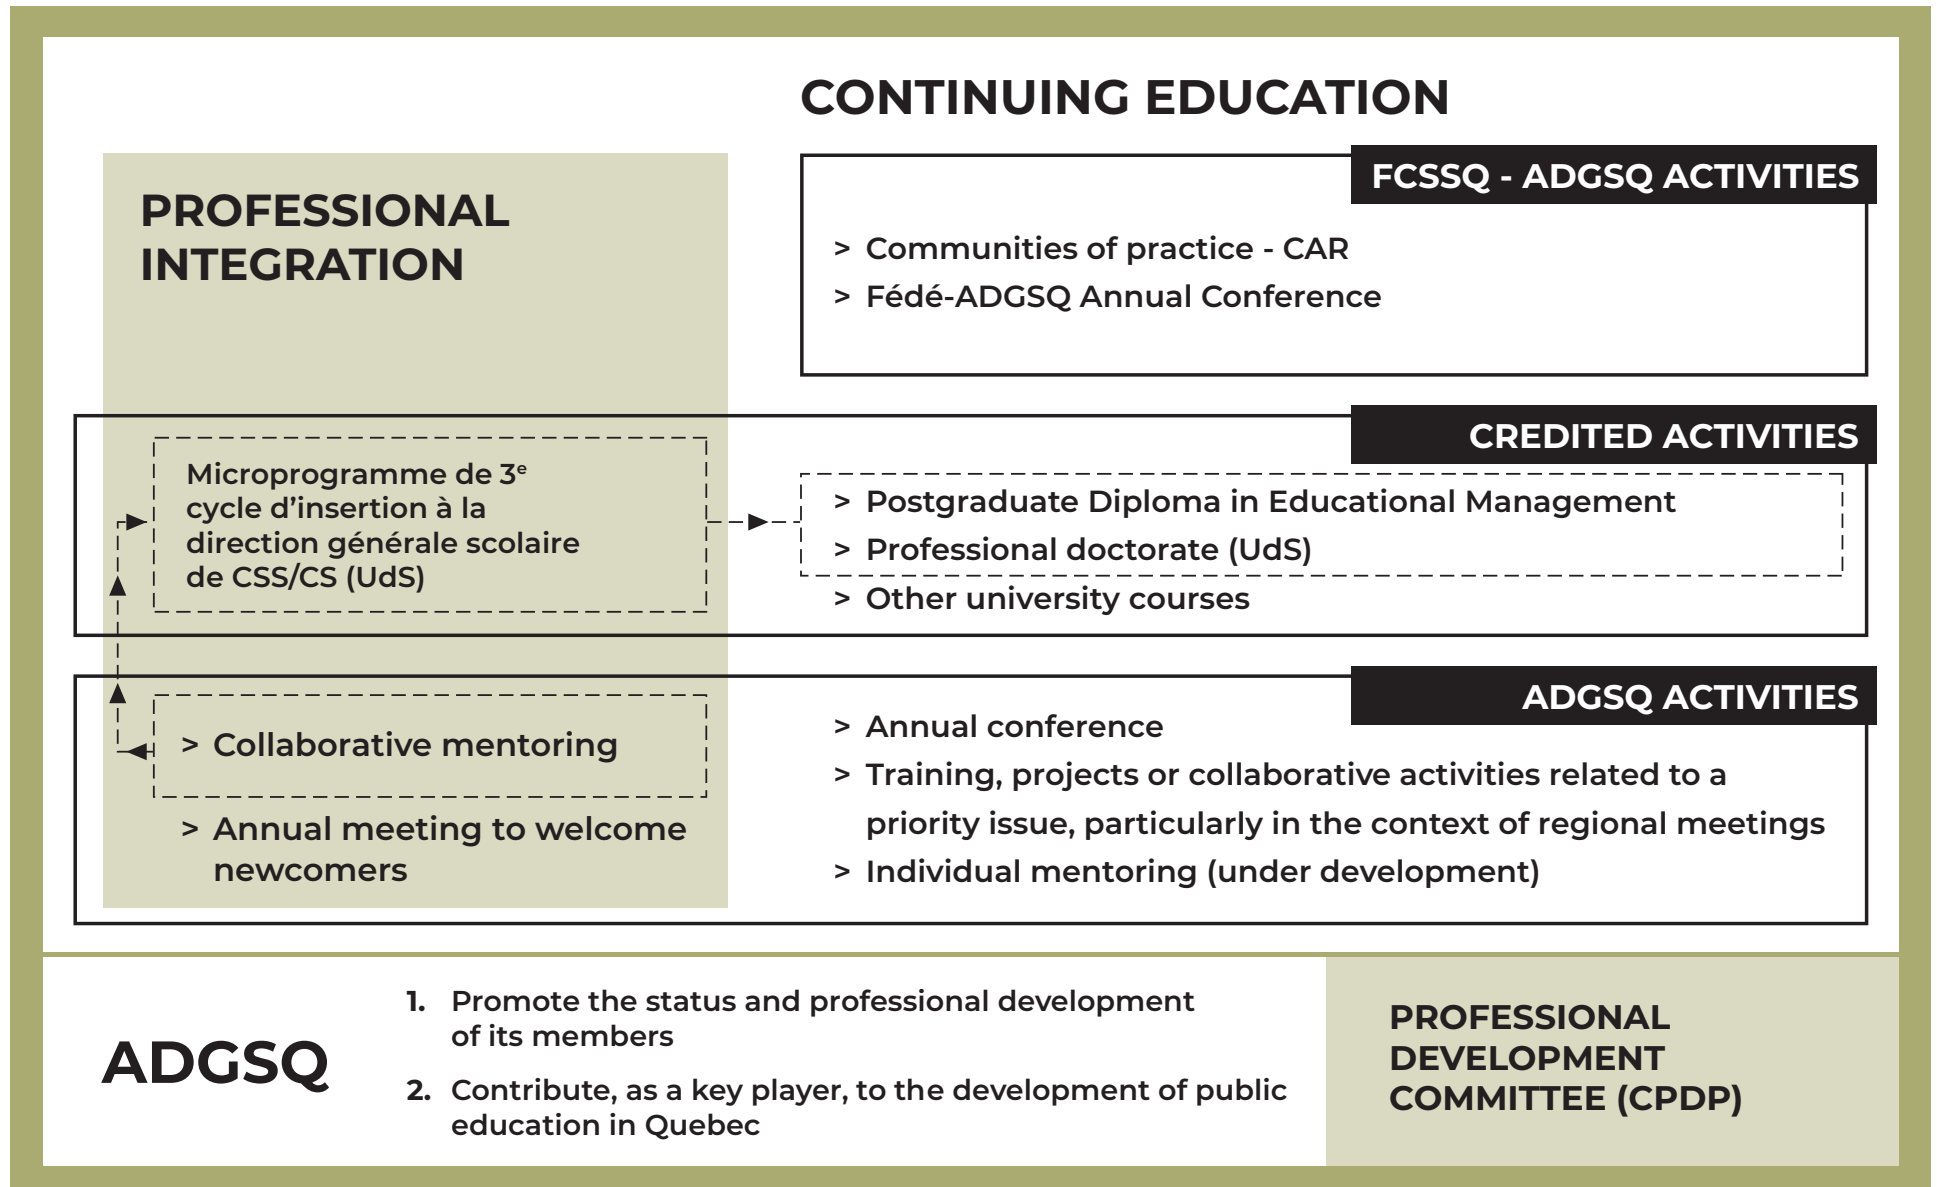 CONTINUING EDUCATION
PROFESSIONAL
INTEGRATION
FCSSQ - ADGSQ ACTIVITIES
> Communities of practice - CAR
> Fédé-ADGSQ Annual Conference
CREDITED ACTIVITIES
Microprogramme de 3e
cycle d’insertion à la
direction générale scolaire
de CSS/CS (UdS)
> Postgraduate Diploma in Educational Management
> Professional doctorate (UdS)
> Other university courses
ADGSQ ACTIVITIES
> Collaborative mentoring
> Annual meeting to welcome
newcomers
> Annual conference
> Training, projects or collaborative activities related to a
priority issue, particularly in the context of regional meetings
> Individual mentoring (under development)
ADGSQ
1. Promote the status and professional development
of its members
2. Contribute, as a key player, to the development of public
education in Quebec
PROFESSIONAL
DEVELOPMENT
COMMITTEE (CPDP)